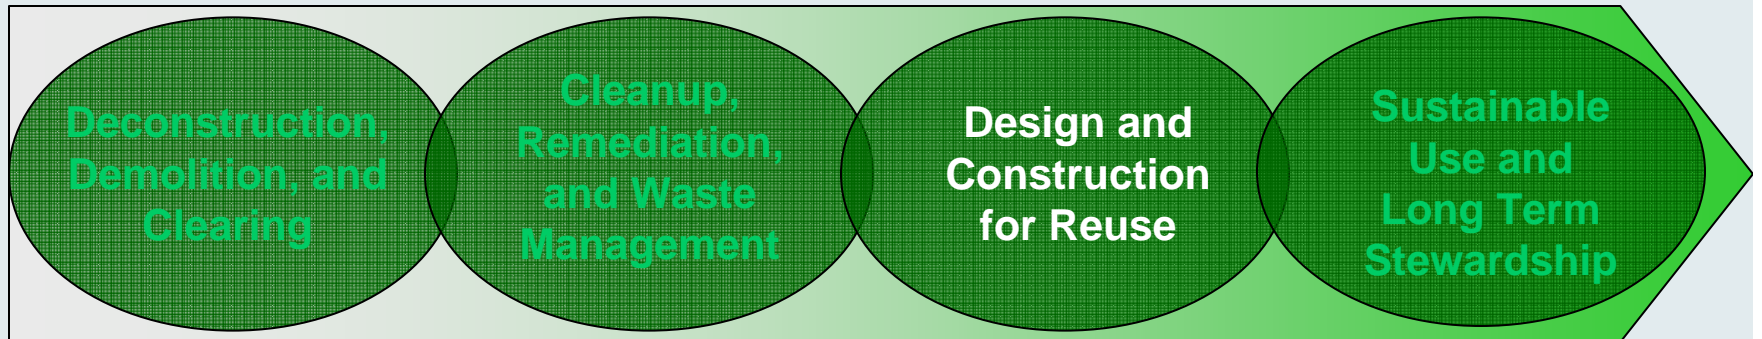 Deconstruction,
Demolition, and
Clearing
Cleanup,
Remediation,
and Waste
Management
Design and
Construction
for Reuse
Sustainable
Use and
Long Term
Stewardship